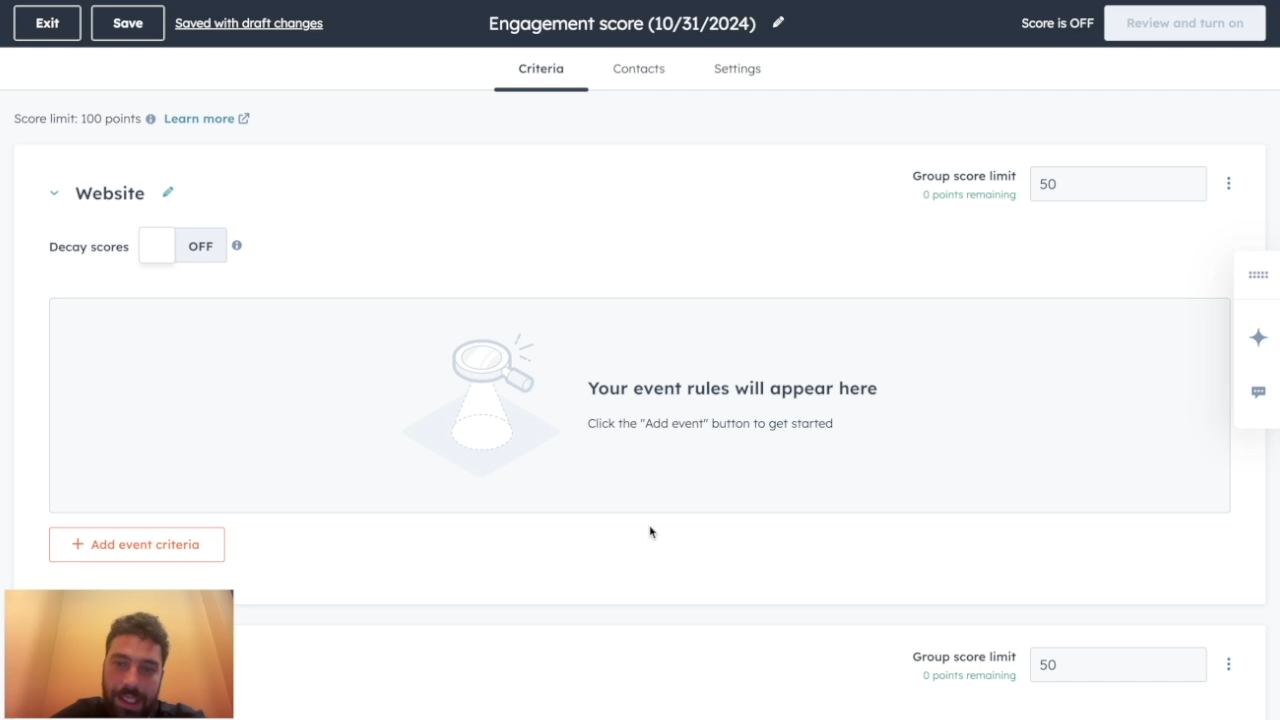 Exit
Save
Saved with draft changes
Engagement score (10/31/2024)
Score is OFF
Review and turn on
Criteria
Contacts
Settings
Score limit: 100 points
Learn more
Website
Group score limit
0 points remaining
50
Decay scores
OFF
Your event rules will appear here
Click the "Add event" button to get started
+ Add event criteria
Group score limit
0 points remaining
50